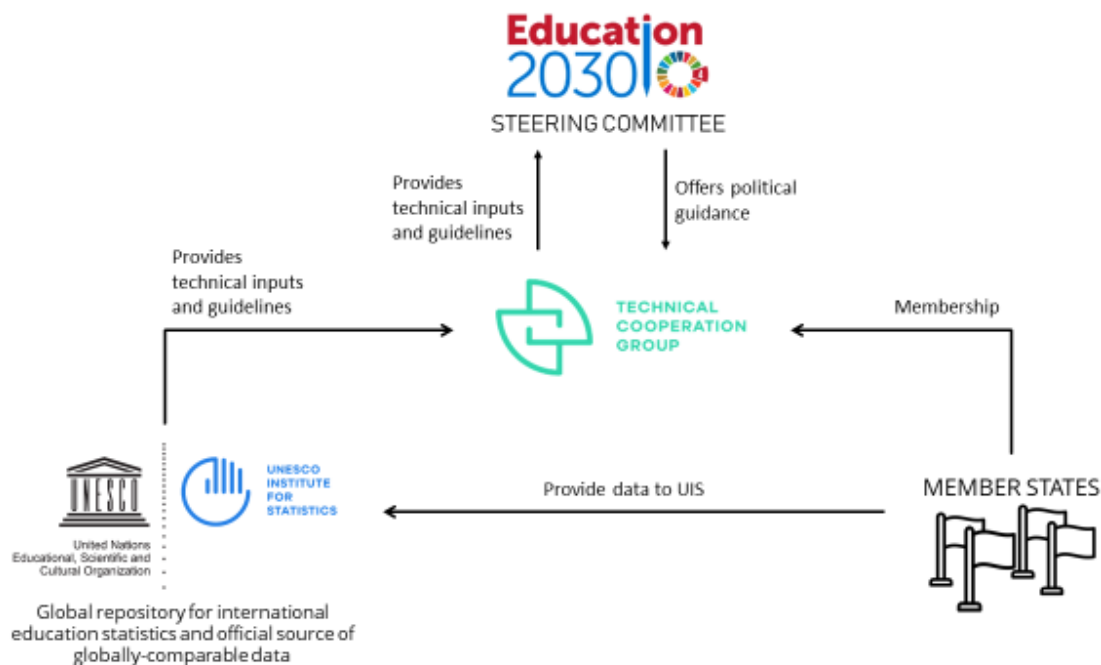 Education
2030
4
STEERING COMMITTEE
Provides
technical inputs
and guidelines
Offers political
guidance
Provides
technical inputs
and guidelines
TECHNICAL
COOPERATION
GROUP
Membership
UNESCO
United Nations
Educational, Scientific and
Cultural Organization
UNESCO
INSTITUTE
FOR
STATISTICS
Provide data to UIS
MEMBER STATES
Global repository for international
education statistics and official source of
globally-comparable data